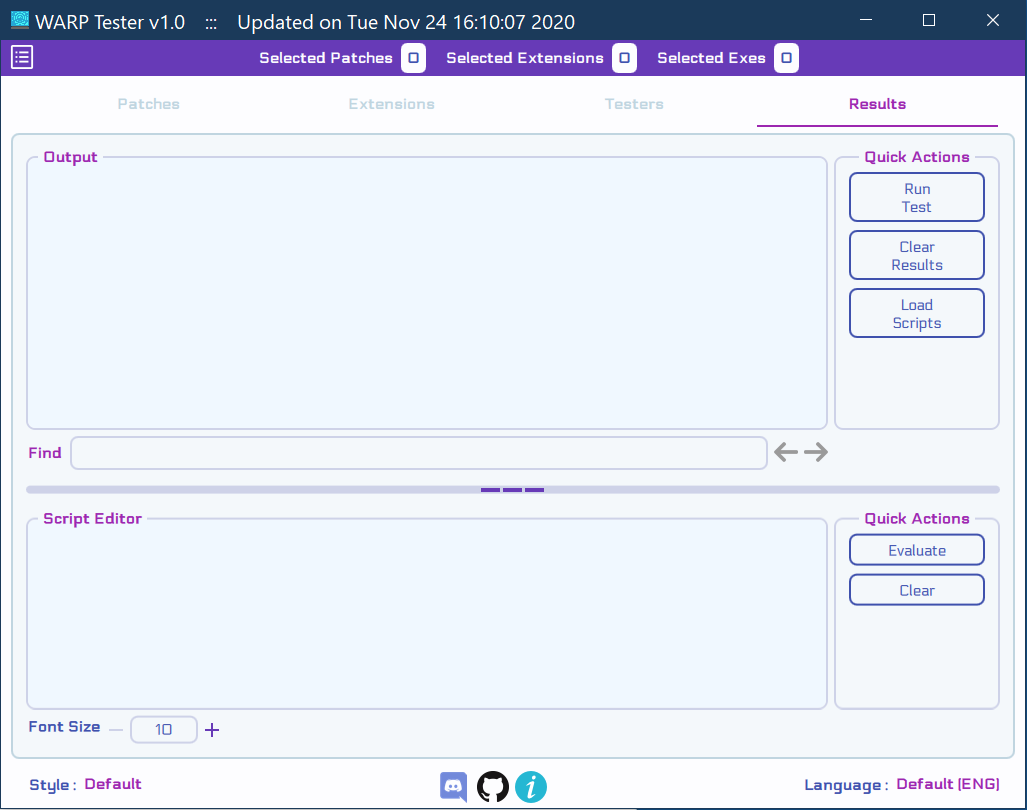 WARP Tester v1.0 ::: Updated on Tue Nov 24 16:10:07 2020
Selected Patches 0 Selected Extensions 0 Selected Exes 0
Patches Extensions Testers Results
Output
Quick Actions
Run
Test
Clear
Results
Load
Scripts
Find
Script Editor
Quick Actions
Evaluate
Clear
Font Size — 10 +
Style : Default
i
Language : Default (ENG)